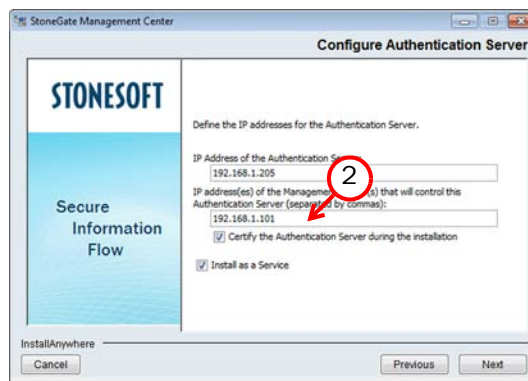 StoneGate Management Center
Configure Authentication Server
STONESOFT
Secure
Information
Flow
Define the IP addresses for the Authentication Server.
IP Address of the Authentication
192.168.1.205
2
IP address(es) of the Management that will control this
Authentication Server (separated by commas):
192.168.1.101
Certify the Authentication Server during the installation
Install as a Service
InstallAnywhere
Cancel
Previous
Next